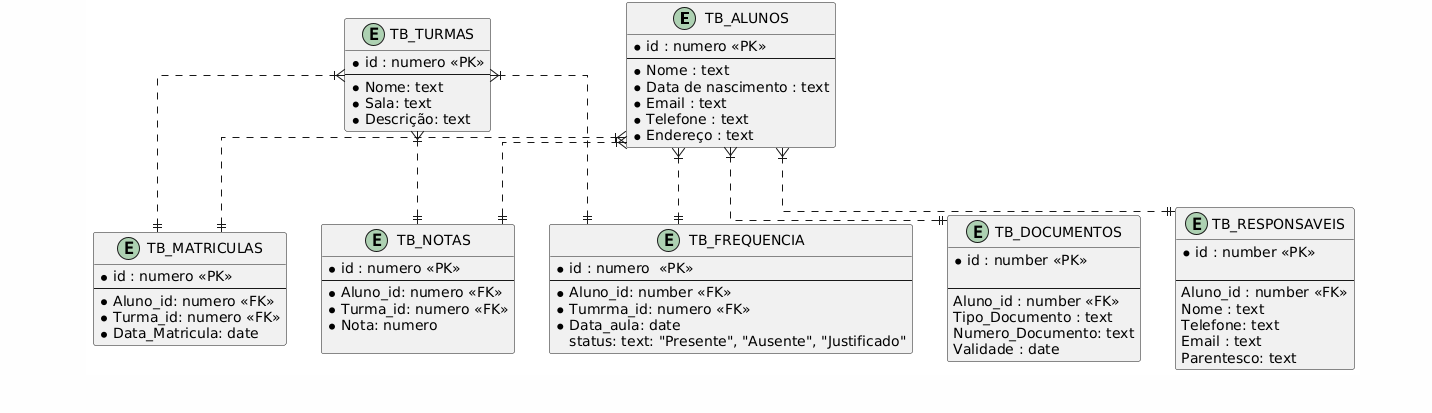 E TB_TURMAS
id : numero «PK»
Nome: text
Sala: text
Descrição: text
E TB_ALUNOS
id : numero «PK»
Nome : text
Data de nascimento : text
Email : text
Telefone : text
Endereço : text
E TB_MATRICULAS
id : numero «PK»
Aluno_id: numero «FK»
Turma_id: numero «FK»
Data_Matricula: date
E TB_NOTAS
id : numero «PK»
Aluno_id: numero «FK»
Turma_id: numero «FK»
Nota: numero
E TB_FREQUENCIA
id : numero «PK»
Aluno_id: number «FK»
Tumrma_id: numero «FK»
Data_aula: date
status: text: "Presente", "Ausente", "Justificado"
E TB_DOCUMENTOS
id : number «PK»
Aluno_id : number «FK»
Tipo_Documento : text
Numero_Documento: text
Validade : date
E TB_RESPONSAVEIS
id : number «PK»
Aluno_id : number «FK»
Nome : text
Telefone: text
Email : text
Parentesco: text